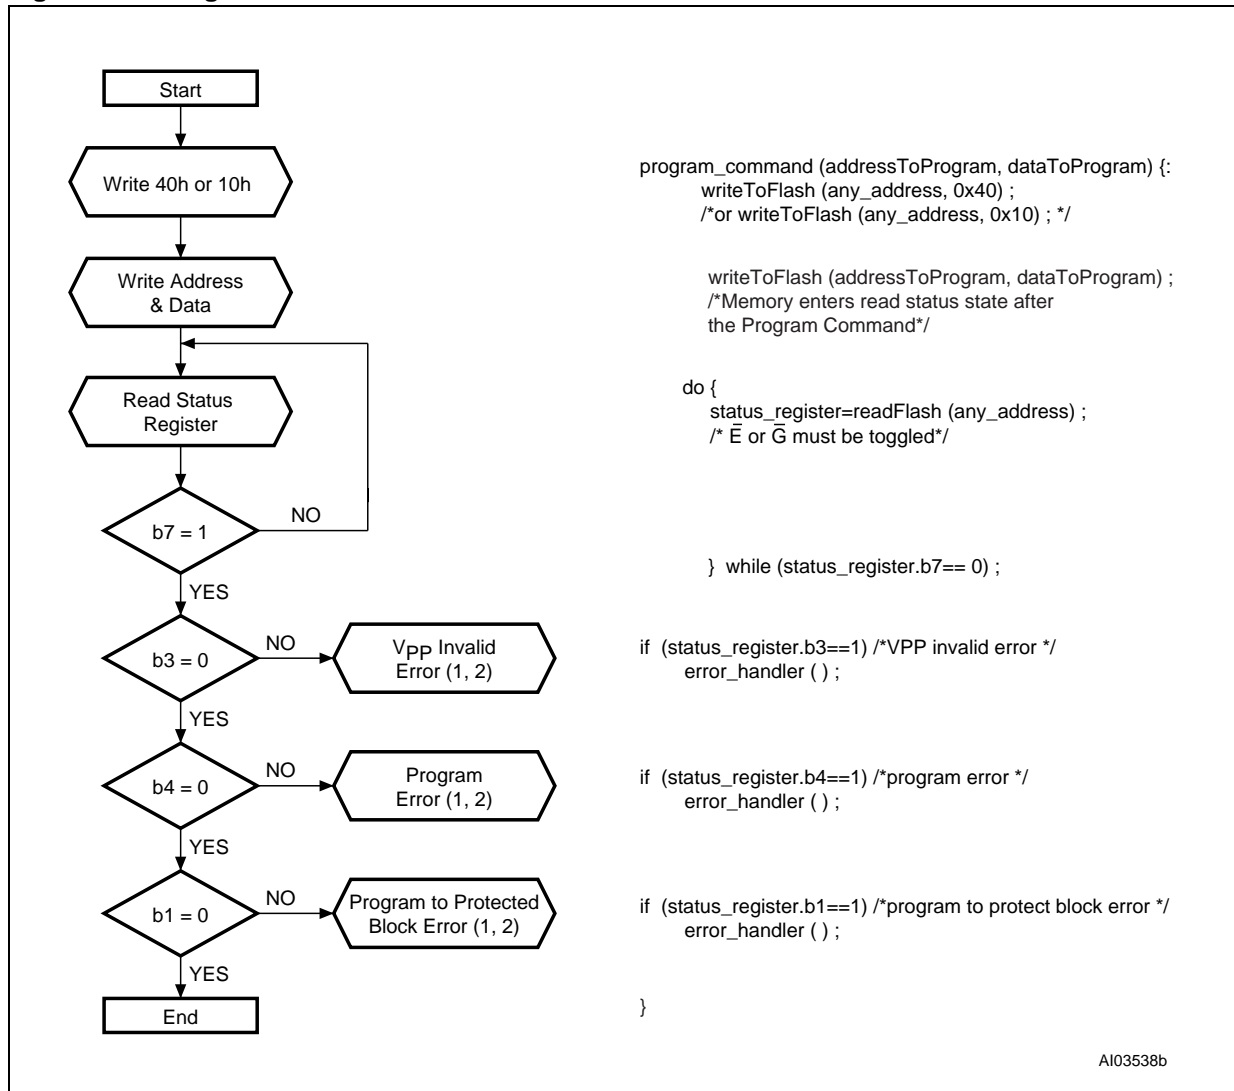 Start
Write 40h or 10h
Write Address
& Data
Read Status
Register
b7 = 1
NO
YES
b3 = 0
NO
VPP Invalid
Error (1, 2)
YES
b4 = 0
NO
Program
Error (1, 2)
YES
b1 = 0
NO
Program to Protected
Block Error (1, 2)
YES
End
program_command (addressToProgram, dataToProgram) {:
writeToFlash (any_address, 0x40) ;
/*or writeToFlash (any_address, 0x10) ; */
writeToFlash (addressToProgram, dataToProgram) ;
/*Memory enters read status state after
the Program Command*/
do {
status_register=readFlash (any_address) ;
/* E̅ or G̅ must be toggled*/
} while (status_register.b7== 0) ;
if (status_register.b3==1) /*VPP invalid error */
error_handler ( ) ;
if (status_register.b4==1) /*program error */
error_handler ( ) ;
if (status_register.b1==1) /*program to protect block error */
error_handler ( ) ;
}
AI03538b